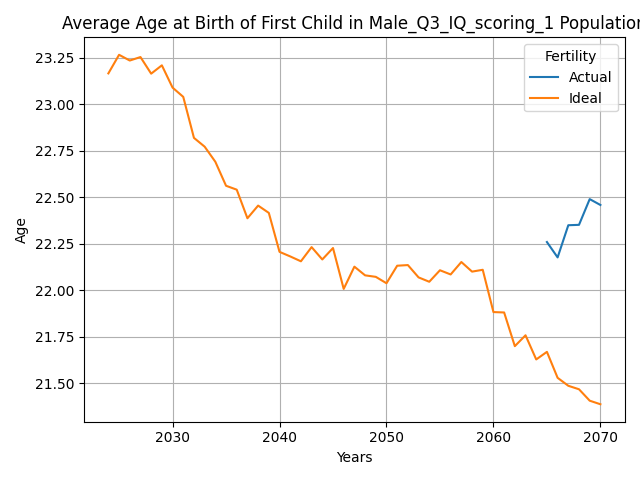 Average Age at Birth of First Child in Male_Q3_IQ_scoring_1 Population
Fertility
Actual
Ideal
Age
23.25
23.00
22.75
22.50
22.25
22.00
21.75
21.50
2030 2040 2050 2060 2070
Years